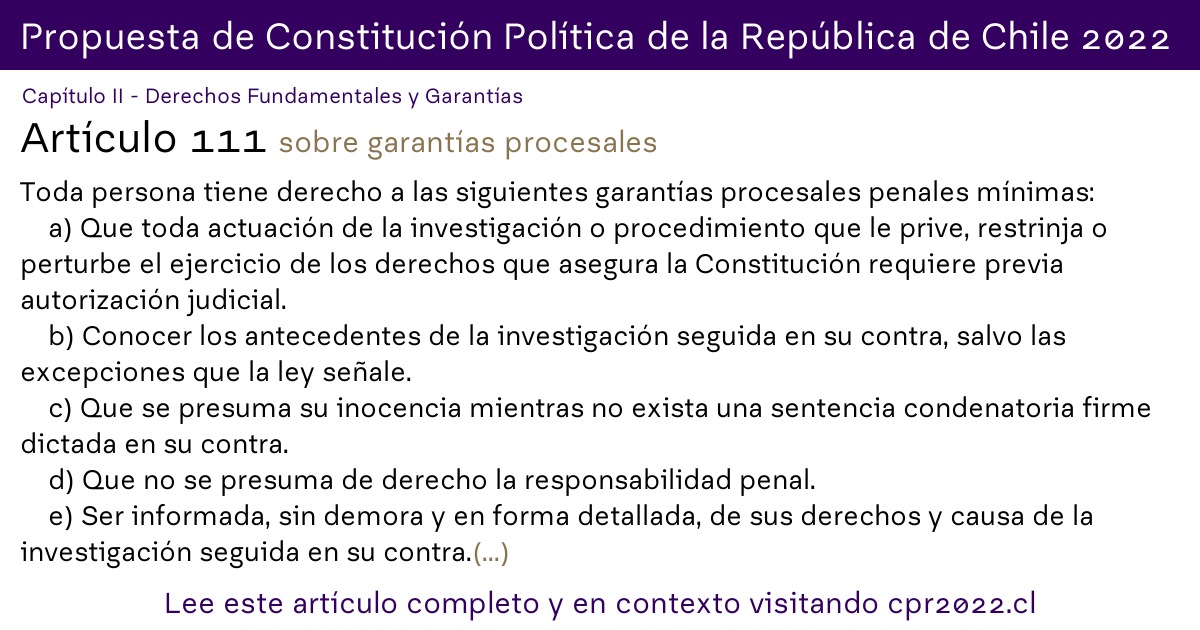 Propuesta de Constitución Política de la República de Chile 2022
Capítulo II - Derechos Fundamentales y Garantías
Artículo 111 sobre garantías procesales
Toda persona tiene derecho a las siguientes garantías procesales penales mínimas:
a) Que toda actuación de la investigación o procedimiento que le prive, restrinja o
perturbe el ejercicio de los derechos que asegura la Constitución requiere previa
autorización judicial.
b) Conocer los antecedentes de la investigación seguida en su contra, salvo las
excepciones que la ley señale.
c) Que se presuma su inocencia mientras no exista una sentencia condenatoria firme
dictada en su contra.
d) Que no se presuma de derecho la responsabilidad penal.
e) Ser informada, sin demora y en forma detallada, de sus derechos y causa de la
investigación seguida en su contra.(...)
Lee este artículo completo y en contexto visitando cpr2022.cl